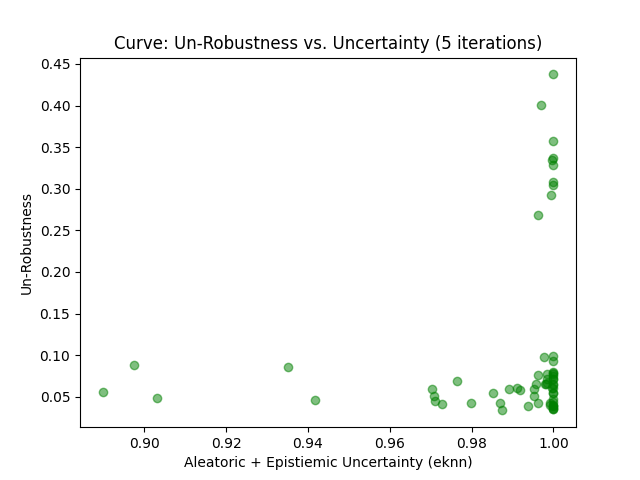 Curve: Un-Robustness vs. Uncertainty (5 iterations)
0.45
0.40
0.35
0.30
0.25
0.20
0.15
0.10
0.05
Un-Robustness
0.90 0.92 0.94 0.96 0.98 1.00
Aleatoric + Epistiemic Uncertainty (eknn)